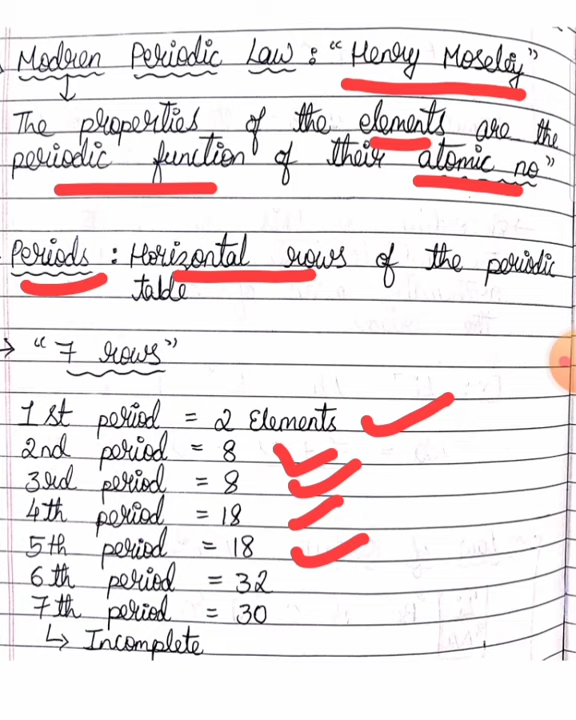 Modren Periodic Law : "Henry Moseley"
↓
The properties of the elements are the
periodic function of their atomic no"
Periods : Horizontal rows of the periodic
table
→ "7 rows"
1st period = 2 Elements
2nd period = 8
3rd period = 8
4th period = 18
5th period = 18
6th period = 32
7th period = 30
↳ Incomplete